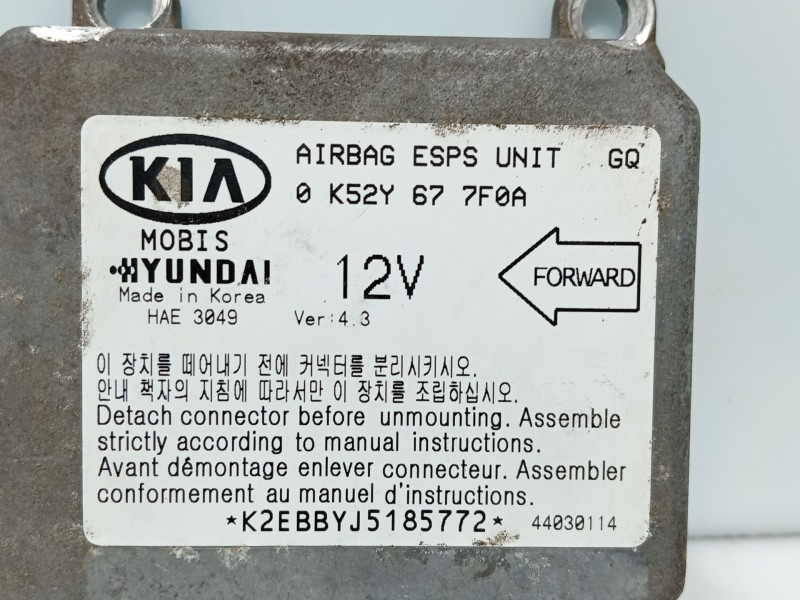 KIA
AIRBAG ESPS UNIT GQ
0 K52Y 67 7F0A
MOBIS
HYUNDAI
Made in Korea
HAE 3049
12V
Ver:4.3
FORWARD
이 장치를 떼어내기 전에 커넥터를 분리시키시오.
안내 책자의 지침에 따라서만 이 장치를 조립하십시오.
Detach connector before unmounting. Assemble
strictly according to manual instructions.
Avant démontage enlever connecteur. Assembler
conformement au manuel d'instructions.
*K2EBBYJ5185772* 44030114